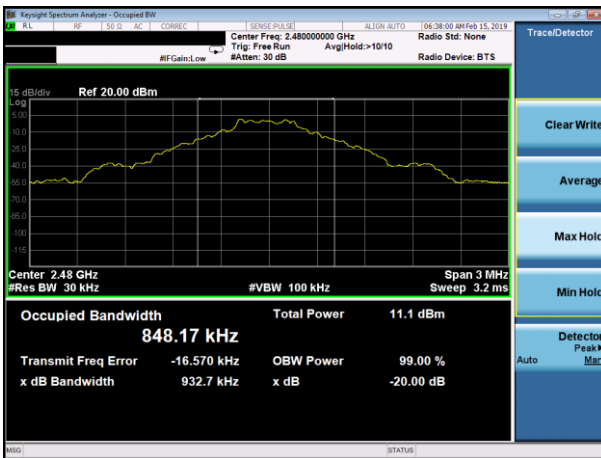 Keysight Spectrum Analyzer - Occupied BW
RL RF 50 Ω AC CORREC SENSE:PULSE ALIGN AUTO 06:38:00 AM Feb 15, 2019
Center Freq: 2.480000000 GHz Radio Std: None
Trig: Free Run Avg|Hold:>10/10
#IFGain:Low #Atten: 30 dB Radio Device: BTS
Trace/Detector
15 dB/div Ref 20.00 dBm
Log
5.00
-10.0
-25.0
-40.0
-55.0
-70.0
-85.0
-100
-115
Center 2.48 GHz Span 3 MHz
#Res BW 30 kHz #VBW 100 kHz Sweep 3.2 ms
Occupied Bandwidth Total Power 11.1 dBm
848.17 kHz
Transmit Freq Error -16.570 kHz OBW Power 99.00 %
x dB Bandwidth 932.7 kHz x dB -20.00 dB
Clear Write
Average
Max Hold
Min Hold
Detector
Peak
Auto Man
MSG STATUS